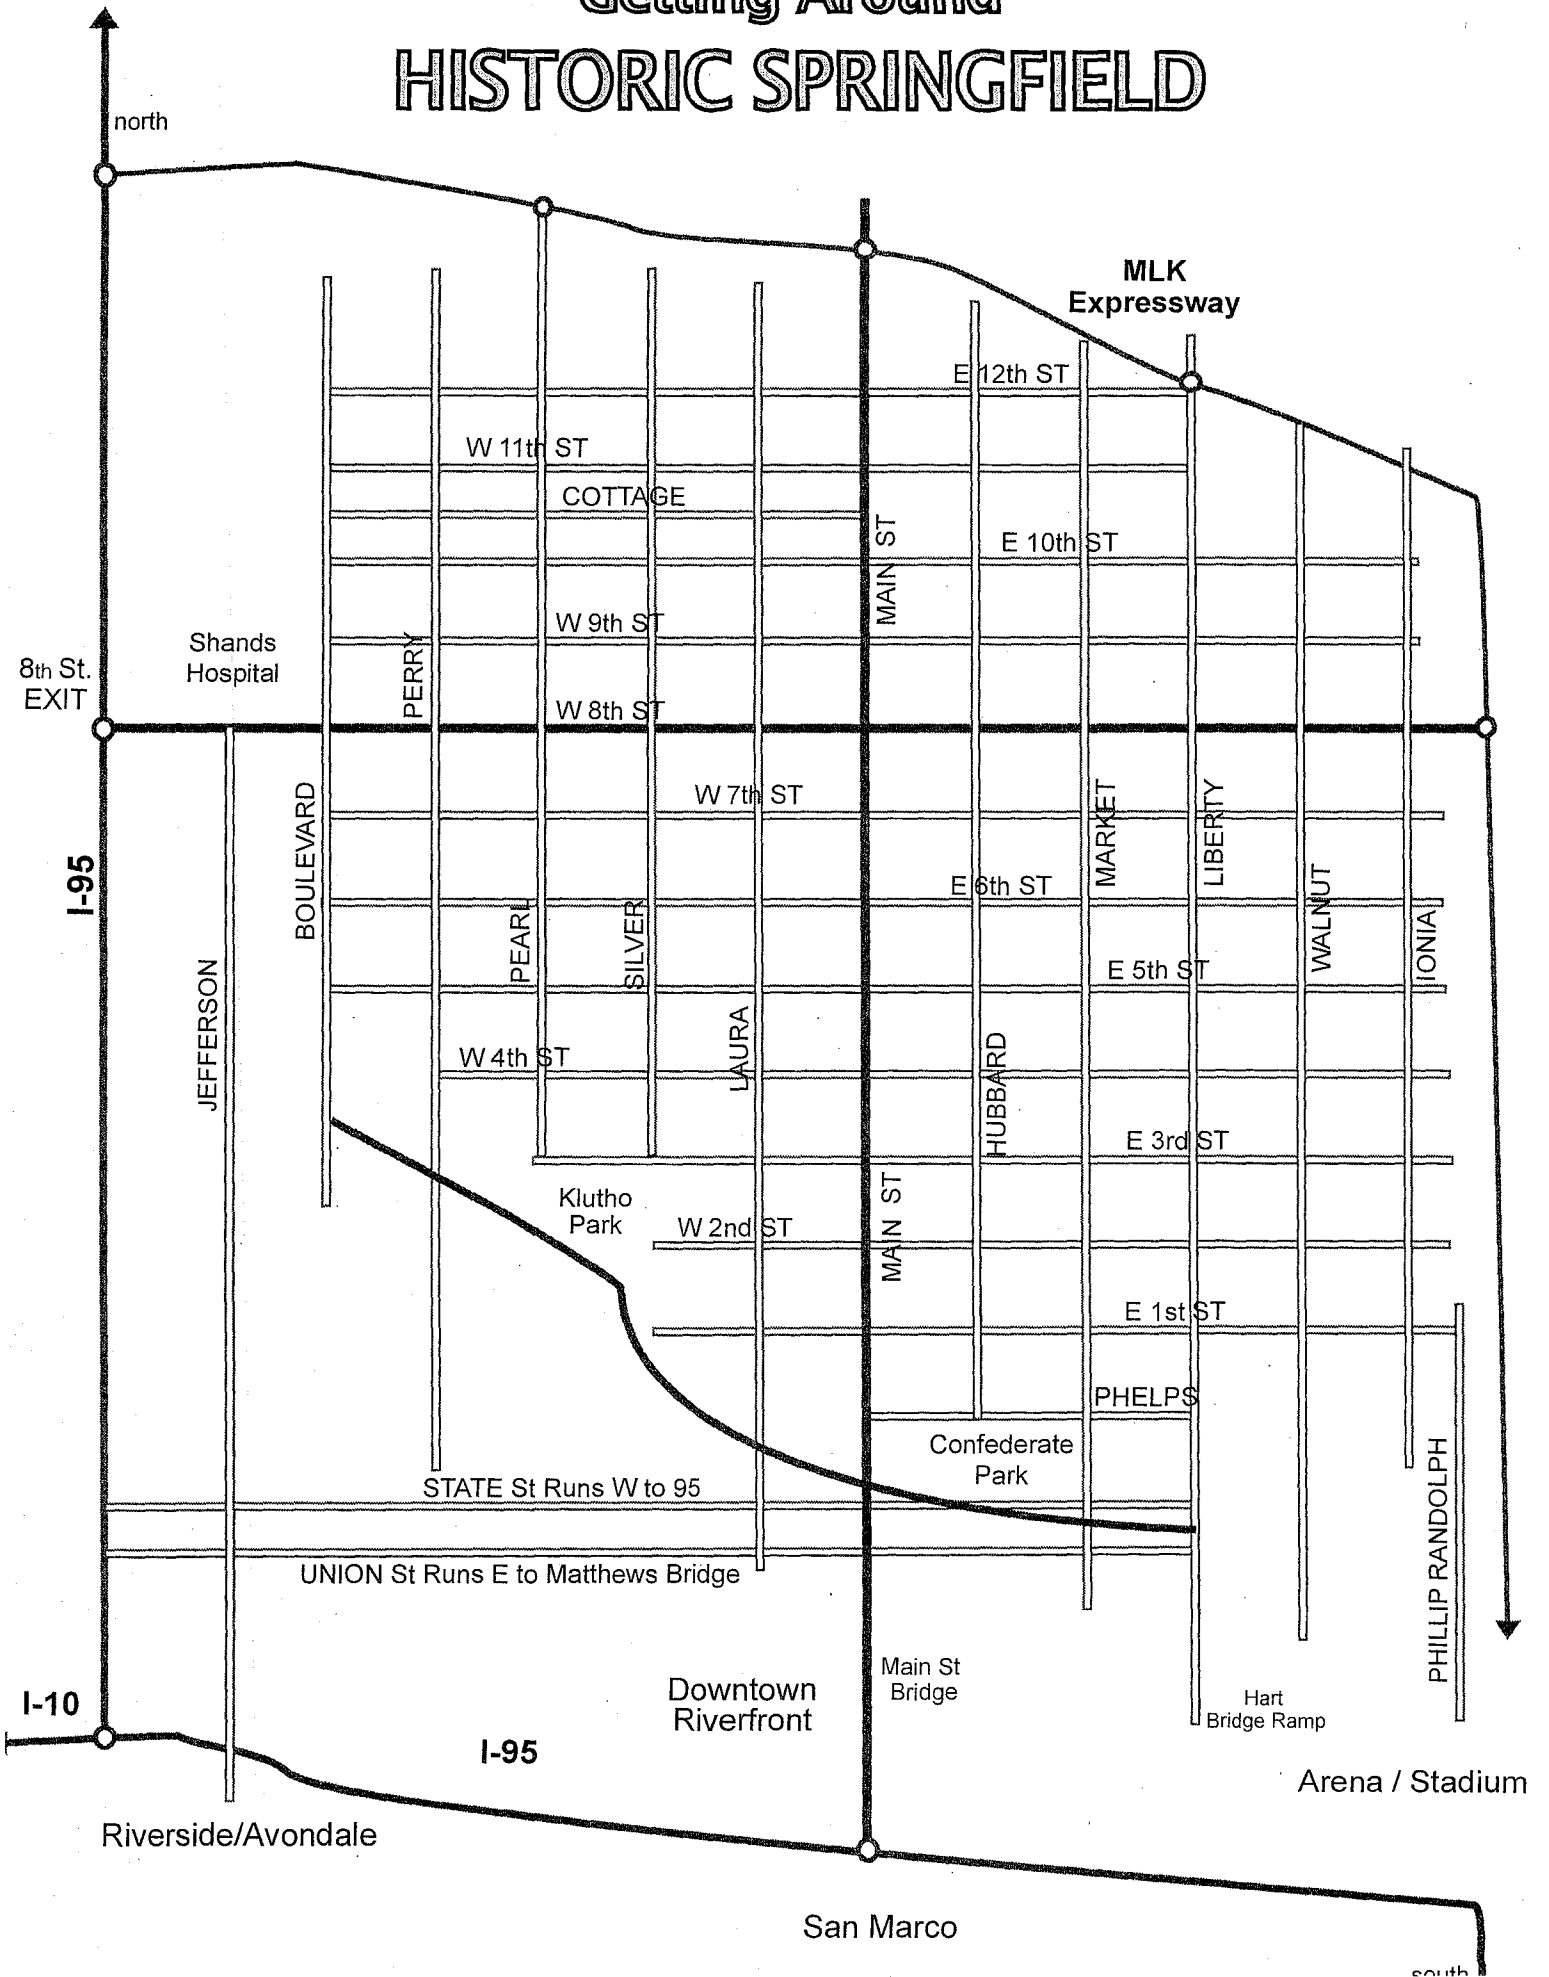 Getting Around
HISTORIC SPRINGFIELD
north
MLK
Expressway
E 12th ST
W 11th ST
COTTAGE
MAIN ST
E 10th ST
W 9th ST
Shands
Hospital
PERRY
8th St.
EXIT
W 8th ST
W 7th ST
BOULEVARD
MARKET
LIBERTY
I-95
E 6th ST
WALNUT
PEARL
SILVER
IONIA
E 5th ST
JEFFERSON
LAURA
W 4th ST
HUBBARD
E 3rd ST
Klutho
Park
MAIN ST
W 2nd ST
E 1st ST
PHELPS
Confederate
Park
PHILLIP RANDOLPH
STATE St Runs W to 95
UNION St Runs E to Matthews Bridge
Main St
Bridge
Downtown
Riverfront
Hart
Bridge Ramp
I-10
I-95
Arena / Stadium
Riverside/Avondale
San Marco
south